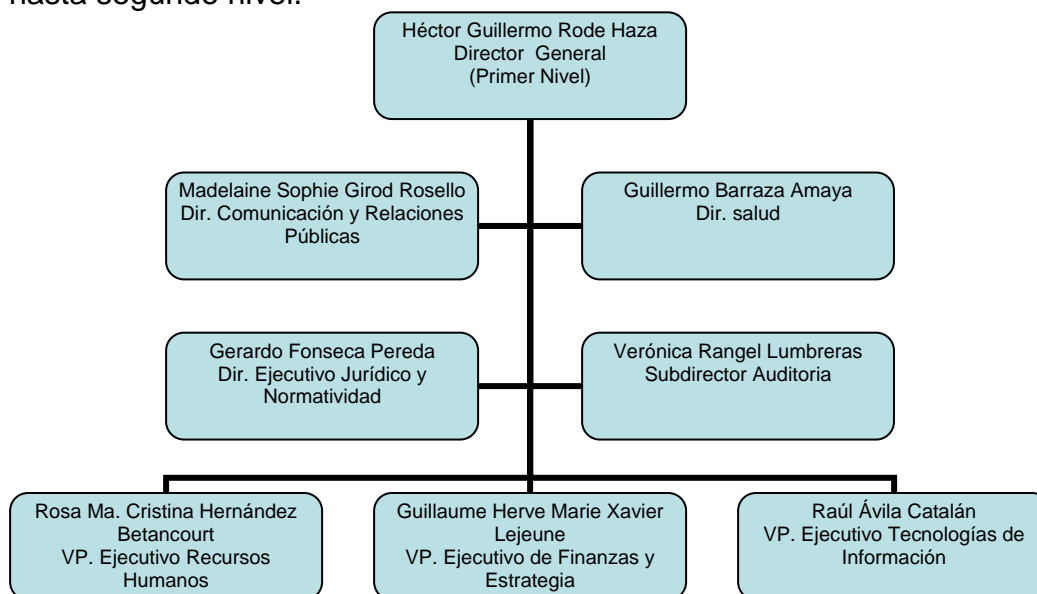 hasta segundo nivel.
Héctor Guillermo Rode Haza
Director General
(Primer Nivel)
Madelaine Sophie Girod Rosello
Dir. Comunicación y Relaciones
Públicas
Guillermo Barraza Amaya
Dir. salud
Gerardo Fonseca Pereda
Dir. Ejecutivo Jurídico y
Normatividad
Verónica Rangel Lumbreras
Subdirector Auditoria
Rosa Ma. Cristina Hernández
Betancourt
VP. Ejecutivo Recursos
Humanos
Guillaume Herve Marie Xavier
Lejeune
VP. Ejecutivo de Finanzas y
Estrategia
Raúl Ávila Catalán
VP. Ejecutivo Tecnologías de
Información